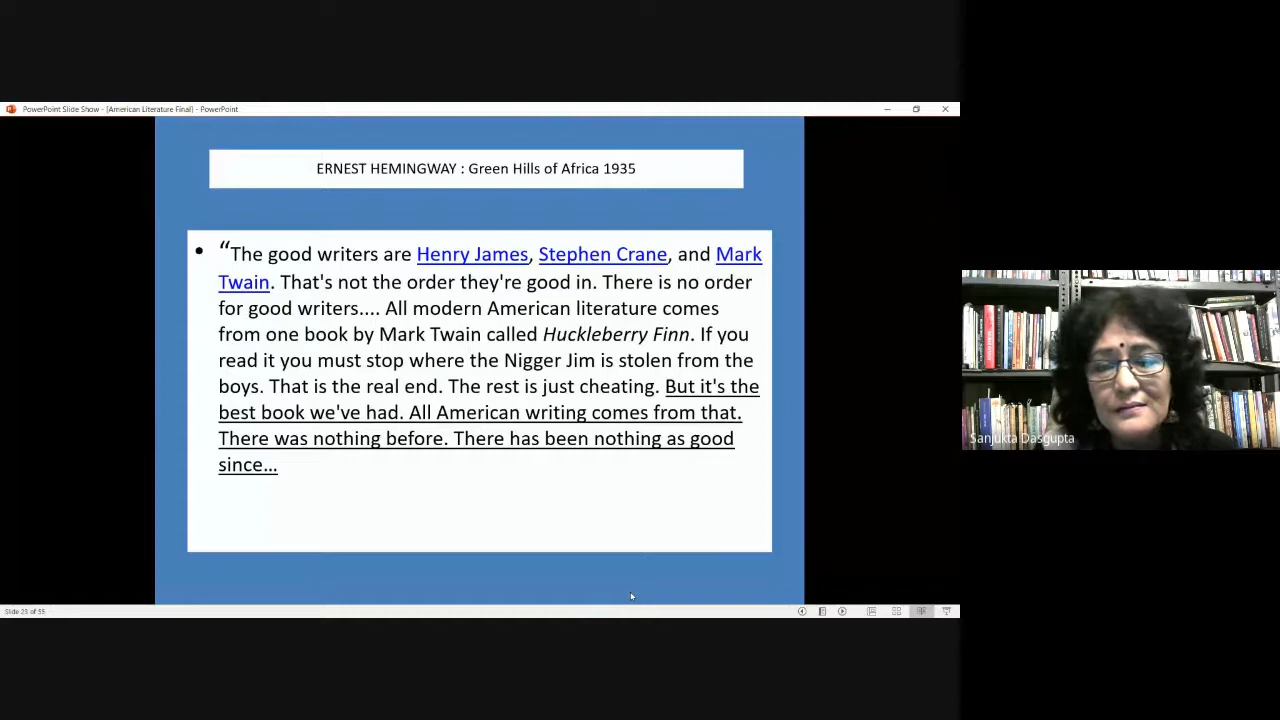 PowerPoint Slide Show - [American Literature Final] - PowerPoint
ERNEST HEMINGWAY : Green Hills of Africa 1935
• “The good writers are Henry James, Stephen Crane, and Mark
Twain. That's not the order they're good in. There is no order
for good writers.... All modern American literature comes
from one book by Mark Twain called Huckleberry Finn. If you
read it you must stop where the Nigger Jim is stolen from the
boys. That is the real end. The rest is just cheating. But it's the
best book we've had. All American writing comes from that.
There was nothing before. There has been nothing as good
since...
Sanjukta Dasgupta
Slide 23 of 55